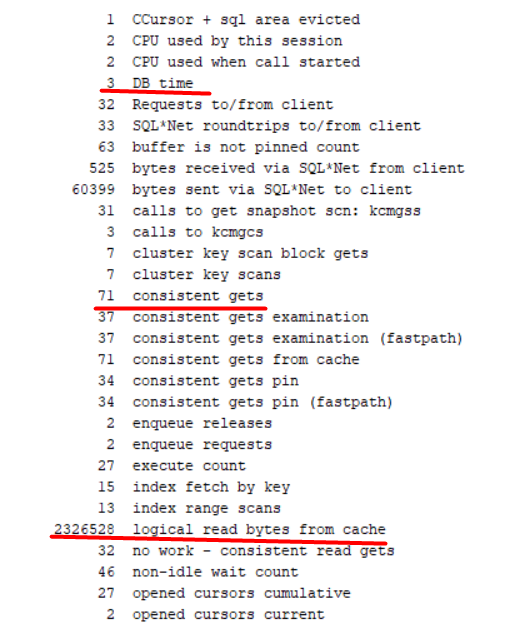 1 CCursor + sql area evicted
2 CPU used by this session
2 CPU used when call started
3 DB time
32 Requests to/from client
33 SQL*Net roundtrips to/from client
63 buffer is not pinned count
525 bytes received via SQL*Net from client
60399 bytes sent via SQL*Net to client
31 calls to get snapshot scn: kcmgss
3 calls to kcmgcs
7 cluster key scan block gets
7 cluster key scans
71 consistent gets
37 consistent gets examination
37 consistent gets examination (fastpath)
71 consistent gets from cache
34 consistent gets pin
34 consistent gets pin (fastpath)
2 enqueue releases
2 enqueue requests
27 execute count
15 index fetch by key
13 index range scans
2326528 logical read bytes from cache
32 no work - consistent read gets
46 non-idle wait count
27 opened cursors cumulative
2 opened cursors current